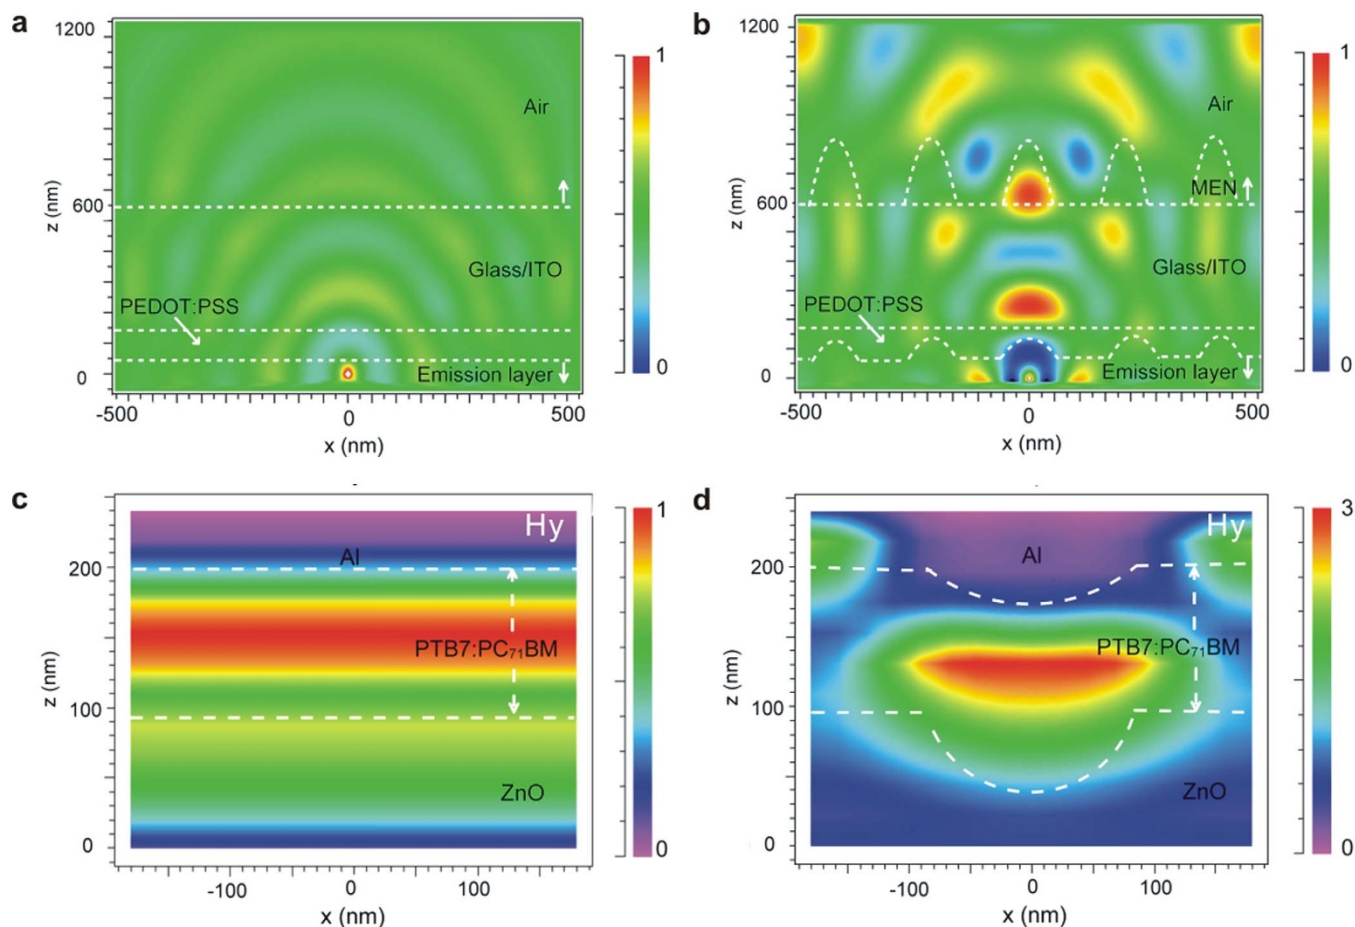 a
1200
600
0
z (nm)
-500
0
500
x (nm)
Air
Glass/ITO
PEDOT:PSS
Emission layer
1
0
b
1200
600
0
z (nm)
-500
0
500
x (nm)
Air
MEN
Glass/ITO
PEDOT:PSS
Emission layer
1
0
c
200
100
0
z (nm)
-100
0
100
x (nm)
Hy
Al
PTB7:PC₇₁BM
ZnO
1
0
d
200
100
0
z (nm)
-100
0
100
x (nm)
Hy
Al
PTB7:PC₇₁BM
ZnO
3
0